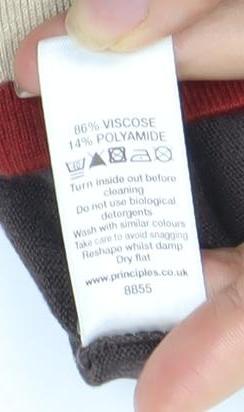 86% VISCOSE
14% POLYAMIDE
Turn inside out before
cleaning
Do not use biological
detergents
Wash with similar colours
Take care to avoid snagging
Reshape whilst damp
Dry flat
www.principles.co.uk
8855